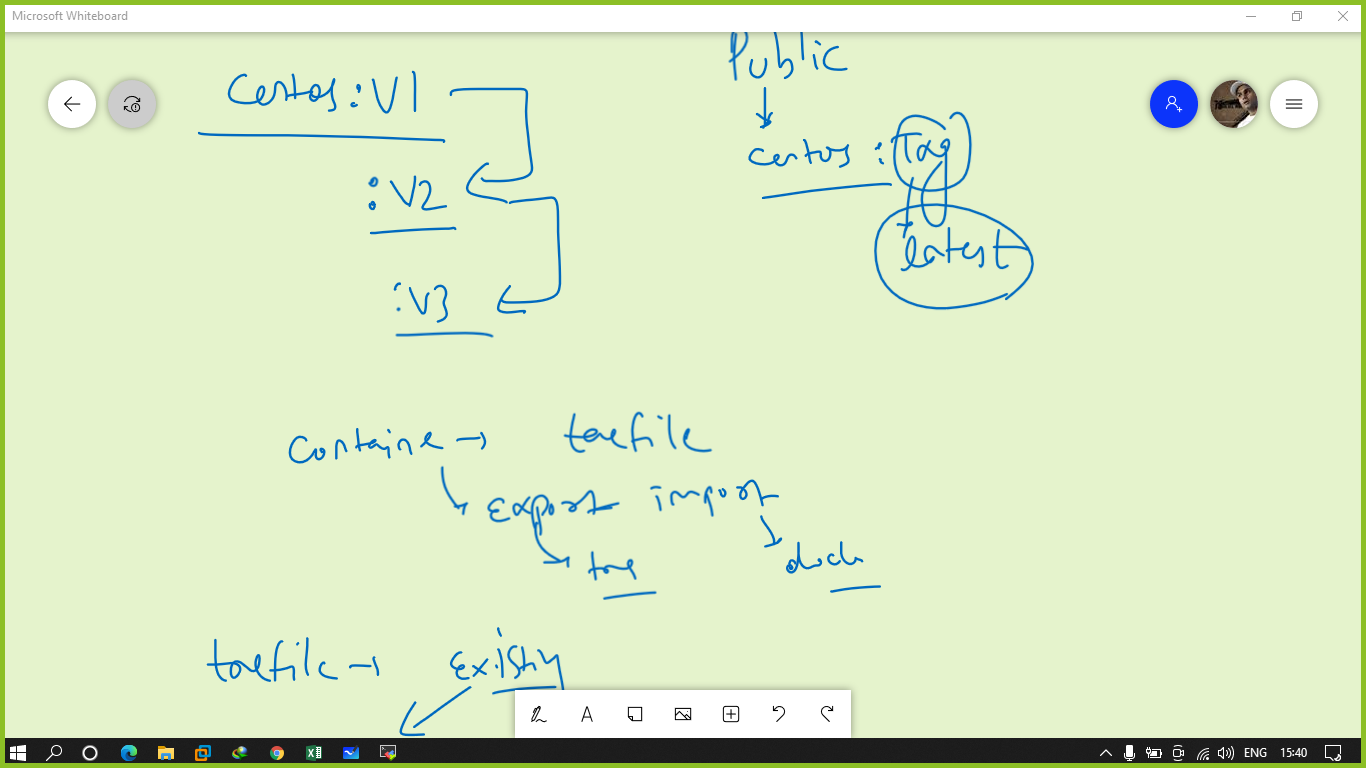 Microsoft Whiteboard
Public
Centos : V1
centos : Tag
: V2
latest
: V3
Containe → tarfile
Export import
tar
tarfile → Existing
ENG 15:40